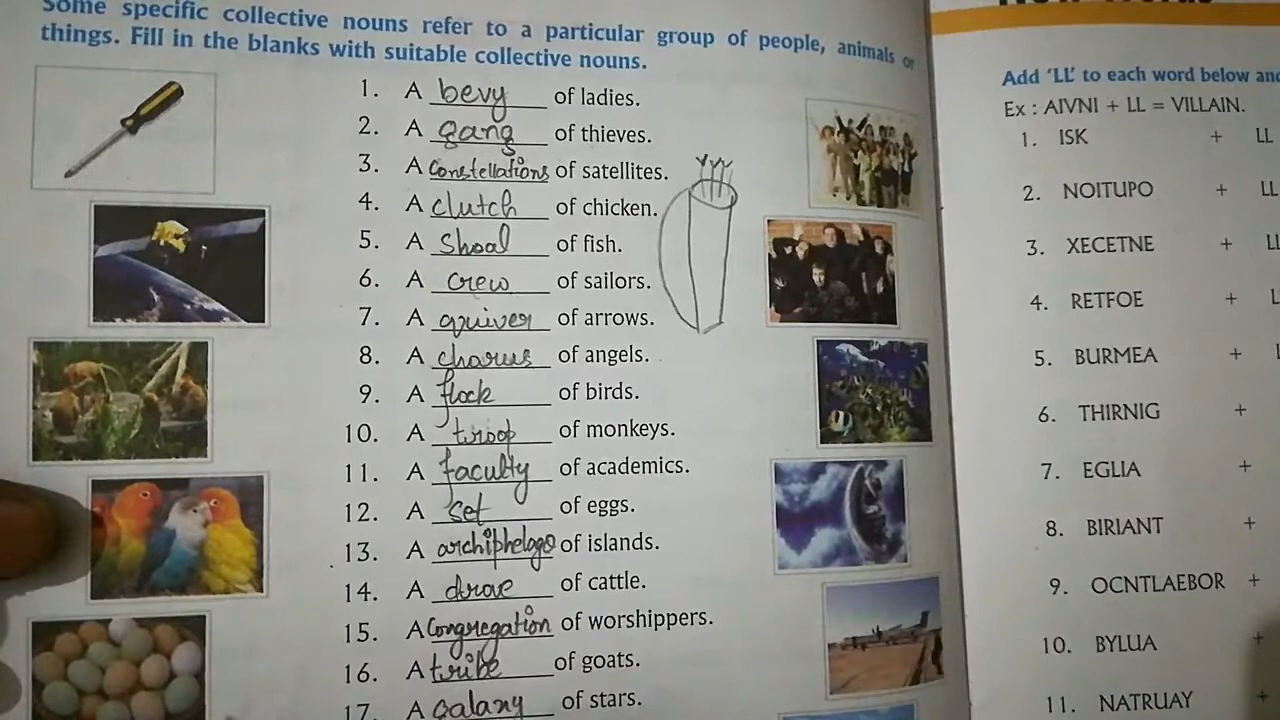 Some specific collective nouns refer to a particular group of people, animals or
things. Fill in the blanks with suitable collective nouns.
1. A bevy of ladies.
2. A gang of thieves.
3. A Constellations of satellites.
4. A clutch of chicken.
5. A Shoal of fish.
6. A crew of sailors.
7. A quiver of arrows.
8. A chorus of angels.
9. A flock of birds.
10. A troop of monkeys.
11. A faculty of academics.
12. A set of eggs.
13. A archiphelago of islands.
14. A drove of cattle.
15. A Congregation of worshippers.
16. A tribe of goats.
17. A galaxy of stars.
Add 'LL' to each word below and
Ex : AIVNI + LL = VILLAIN.
1. ISK + LL
2. NOITUPO + LL
3. XECETNE + LL
4. RETFOE + L
5. BURMEA +
6. THIRNIG +
7. EGLIA +
8. BIRIANT +
9. OCNTLAEBOR +
10. BYLUA +
11. NATRUAY +